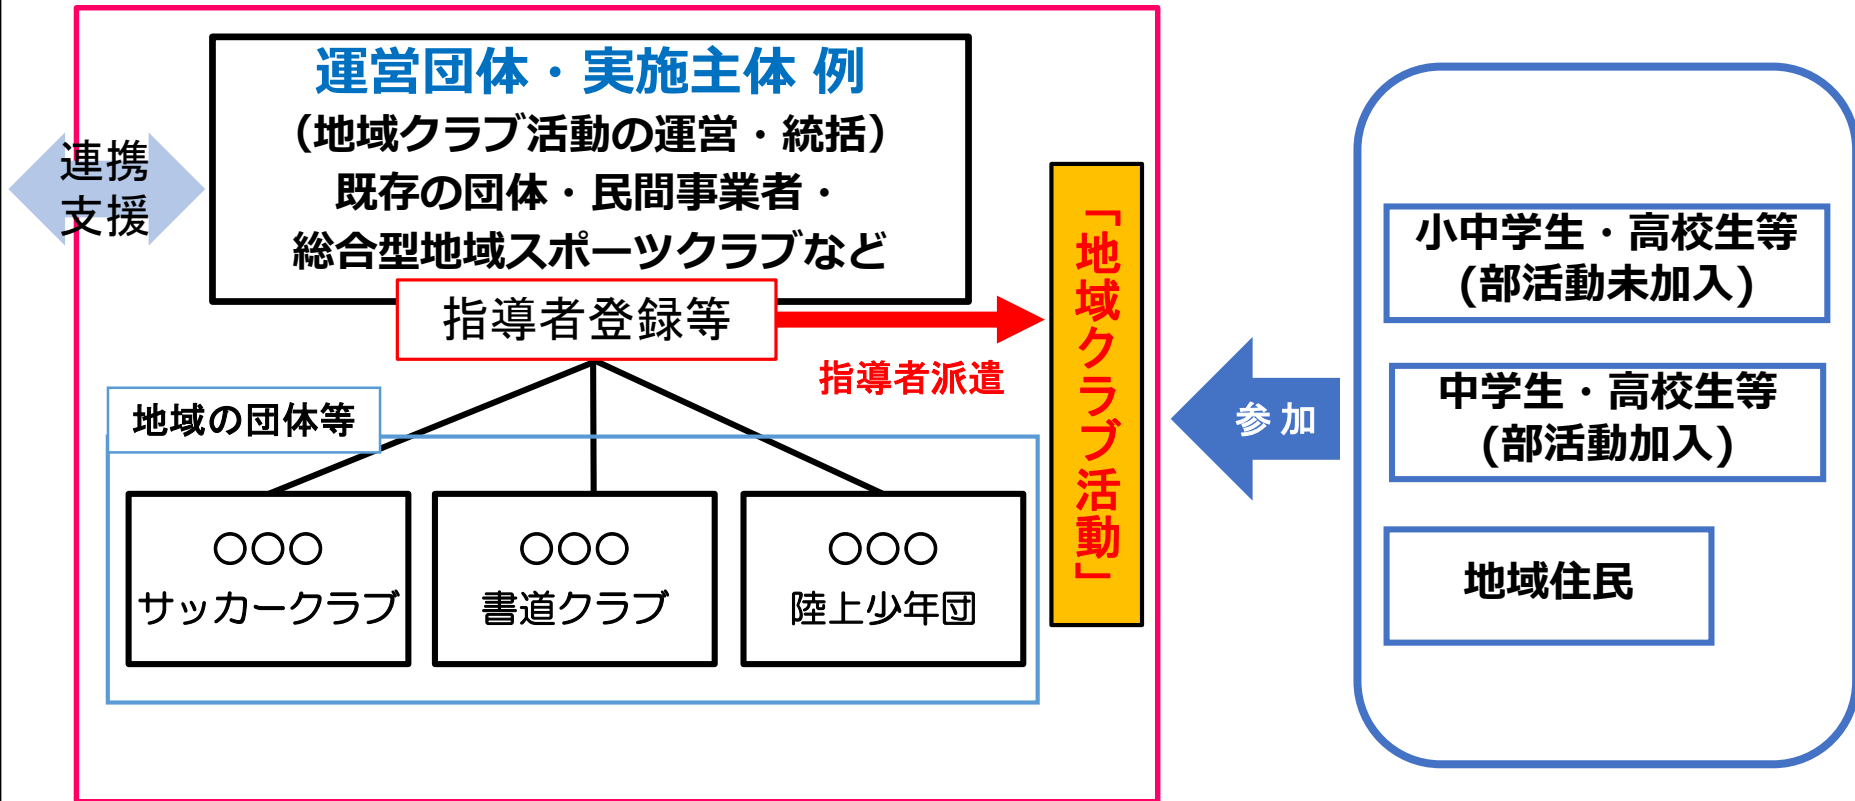 運営団体・実施主体 例
（地域クラブ活動の運営・統括）
既存の団体・民間事業者・
総合型地域スポーツクラブなど
連携
支援
指導者登録等
指導者派遣
「地域クラブ活動」
地域の団体等
○○○
サッカークラブ
○○○
書道クラブ
○○○
陸上少年団
参加
小中学生・高校生等
(部活動未加入)
中学生・高校生等
(部活動加入)
地域住民